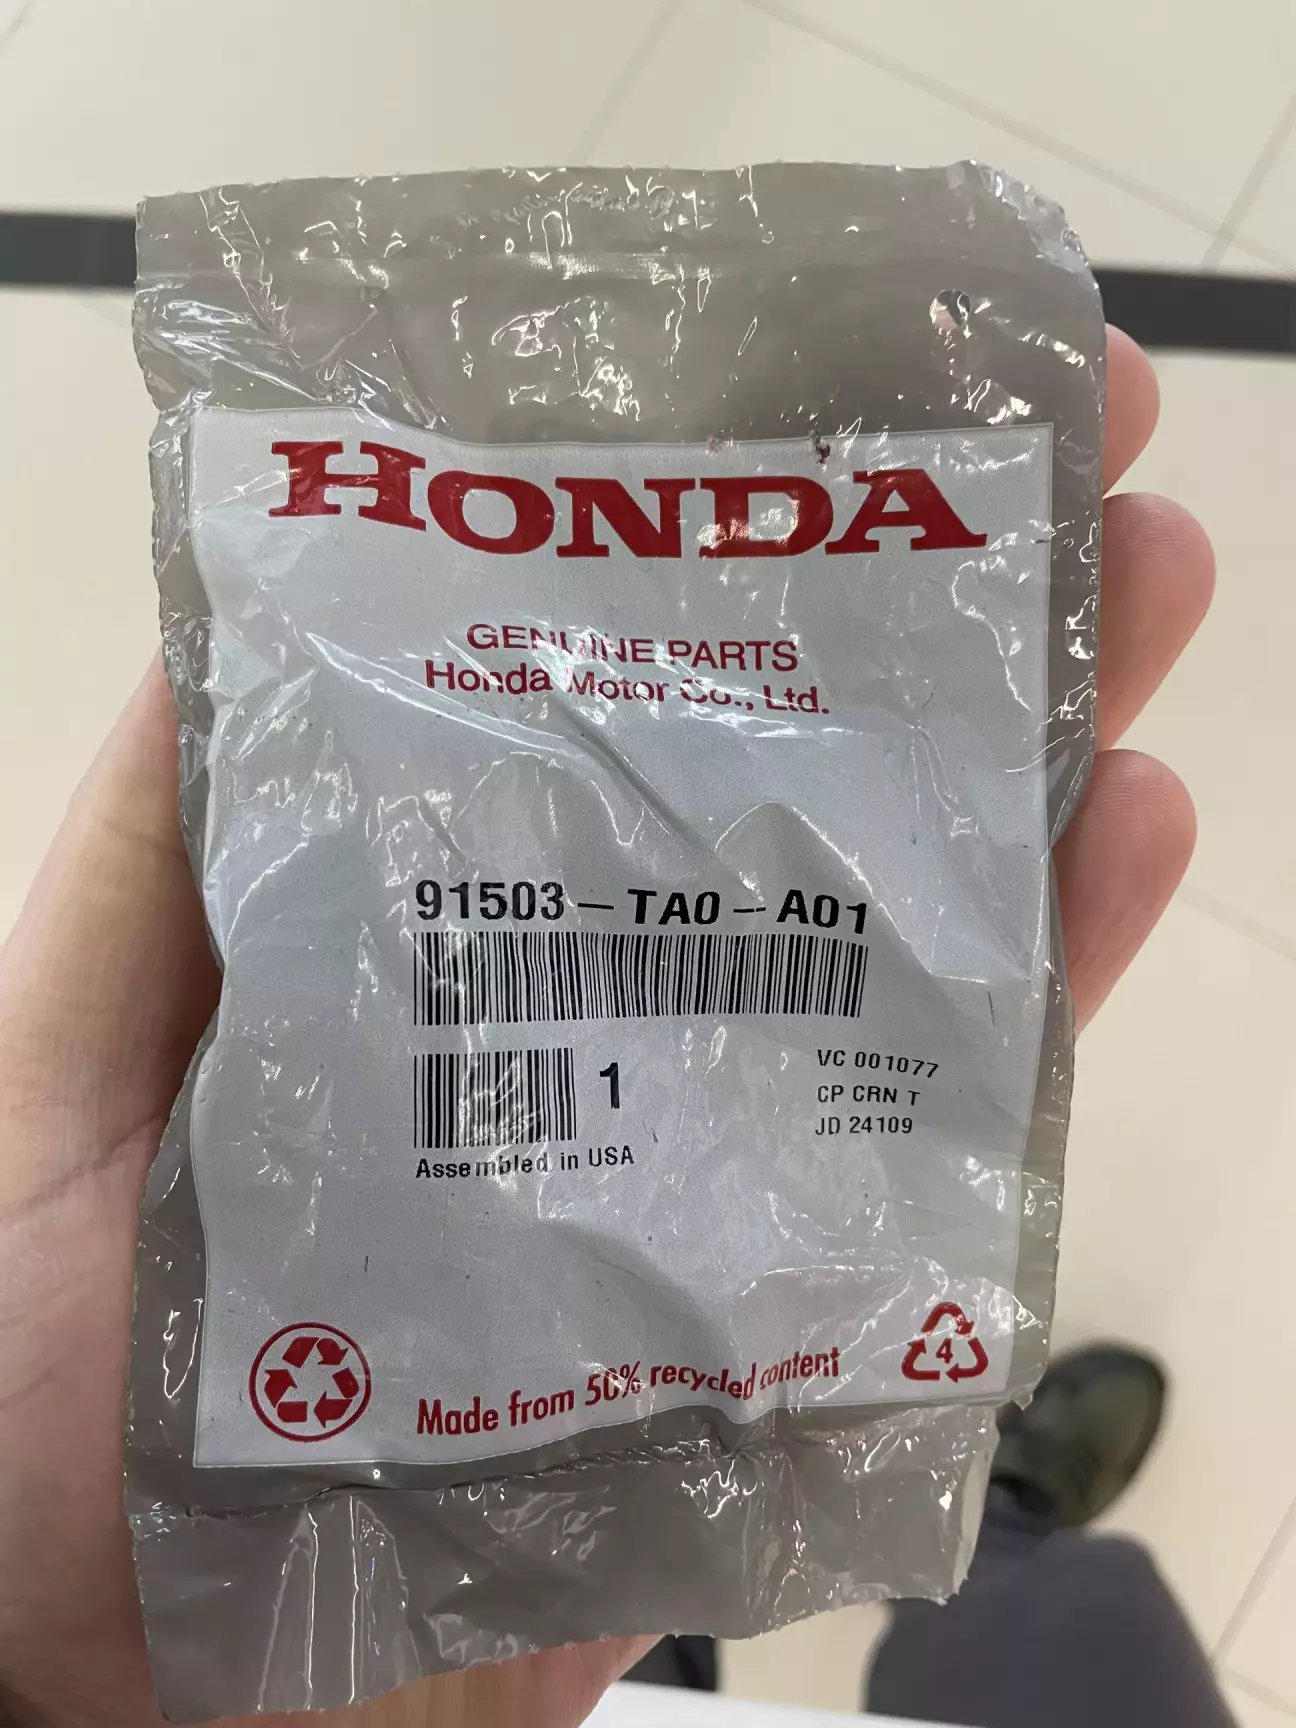 HONDA
GENUINE PARTS
Honda Motor Co., Ltd.
91503-TA0-A01
1
VC 001077
CP CRN T
JD 24109
Assembled in USA
Made from 50% recycled content
4